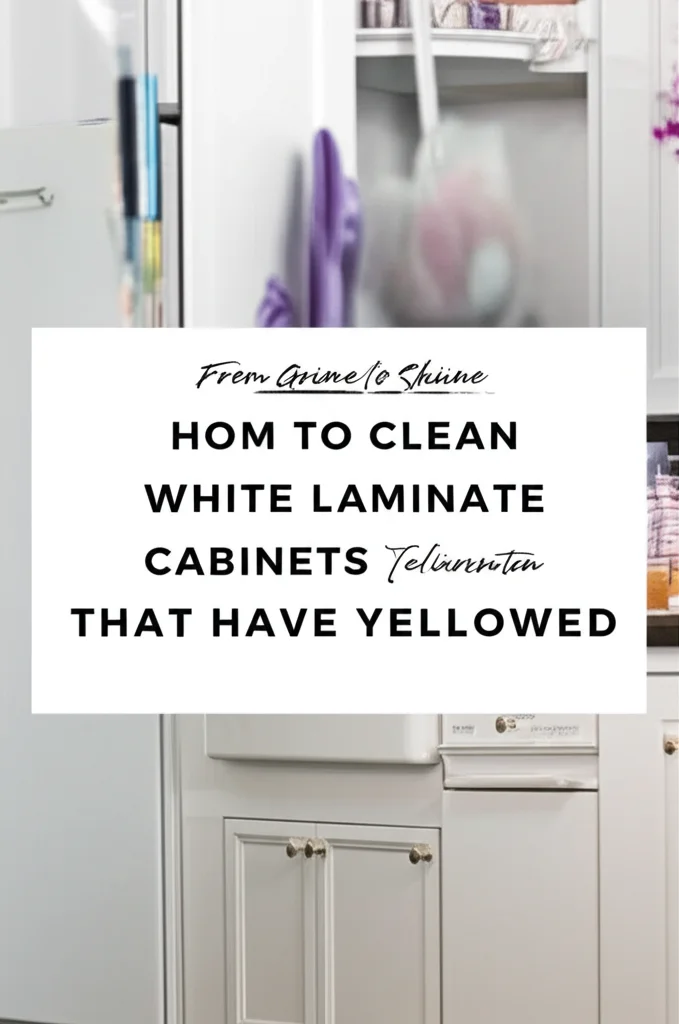 Frem Grime to Shiine
HOM TO CLEAN
WHITE LAMINATE
CABINETS
THAT HAVE YELLOWED